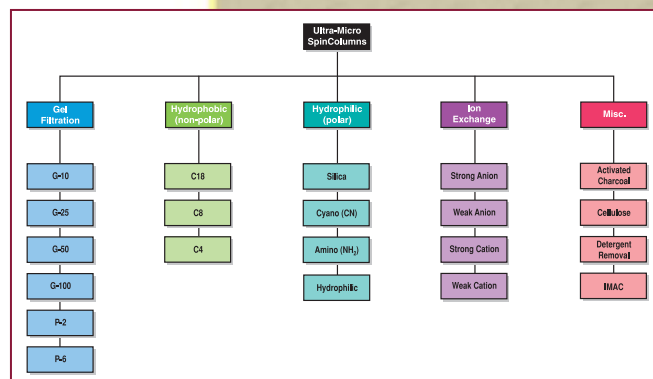 Ultra-Micro
SpinColumns
Gel
Filtration
Hydrophobic
(non-polar)
Hydrophilic
(polar)
Ion
Exchange
Misc.
G-10
G-25
G-50
G-100
P-2
P-6
C18
C8
C4
Silica
Cyano (CN)
Amino (NH₂)
Hydrophilic
Strong Anion
Weak Anion
Strong Cation
Weak Cation
Activated
Charcoal
Cellulose
Detergent
Removal
IMAC